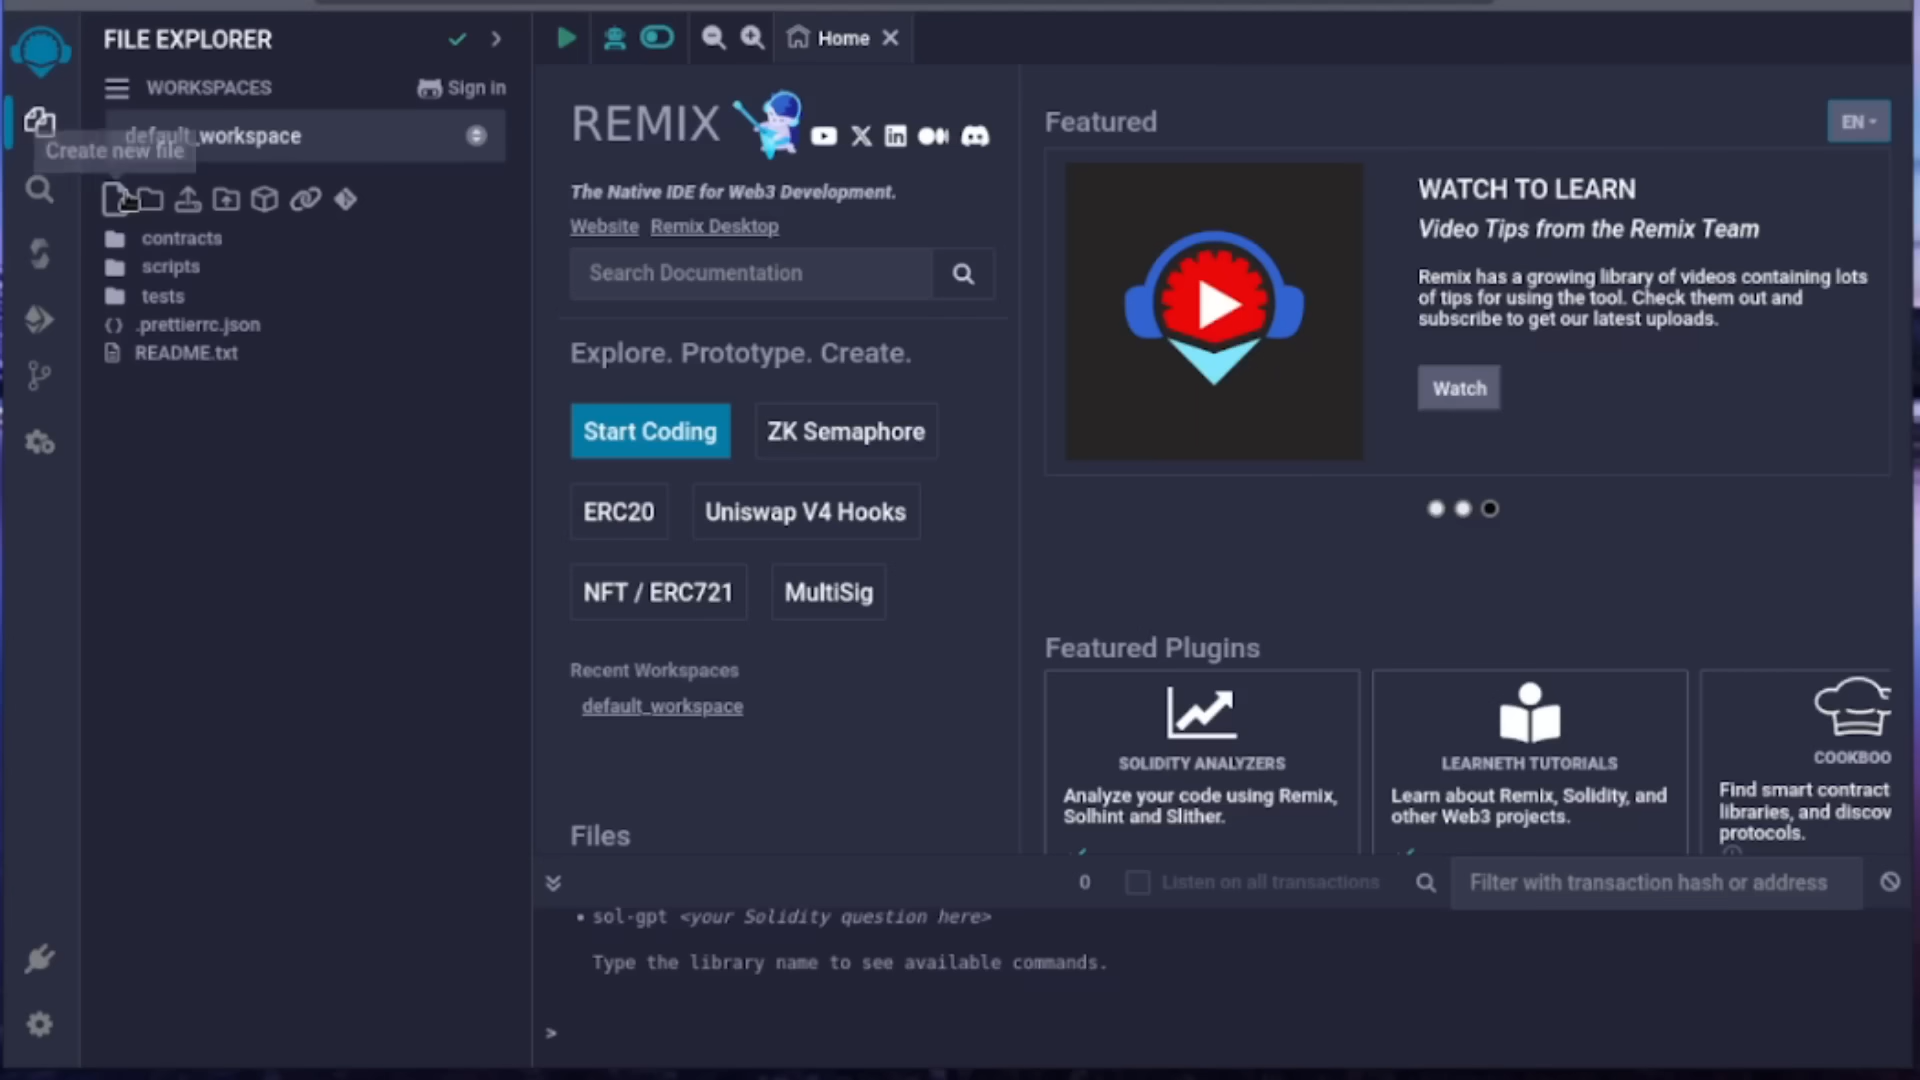 FILE EXPLORER
WORKSPACES
Sign in
default_workspace
Create new file
contracts
scripts
tests
.prettierrc.json
README.txt
Home
REMIX
The Native IDE for Web3 Development.
Website Remix Desktop
Search Documentation
Explore. Prototype. Create.
Start Coding
ZK Semaphore
ERC20
Uniswap V4 Hooks
NFT / ERC721
MultiSig
Recent Workspaces
default_workspace
Files
Featured
EN
WATCH TO LEARN
Video Tips from the Remix Team
Remix has a growing library of videos containing lots
of tips for using the tool. Check them out and
subscribe to get our latest uploads.
Watch
Featured Plugins
SOLIDITY ANALYZERS
Analyze your code using Remix,
Solhint and Slither.
LEARNETH TUTORIALS
Learn about Remix, Solidity, and
other Web3 projects.
COOKBOO
Find smart contract
libraries, and discov
protocols.
0
Listen on all transactions
Filter with transaction hash or address
• sol-gpt <your Solidity question here>
Type the library name to see available commands.
>